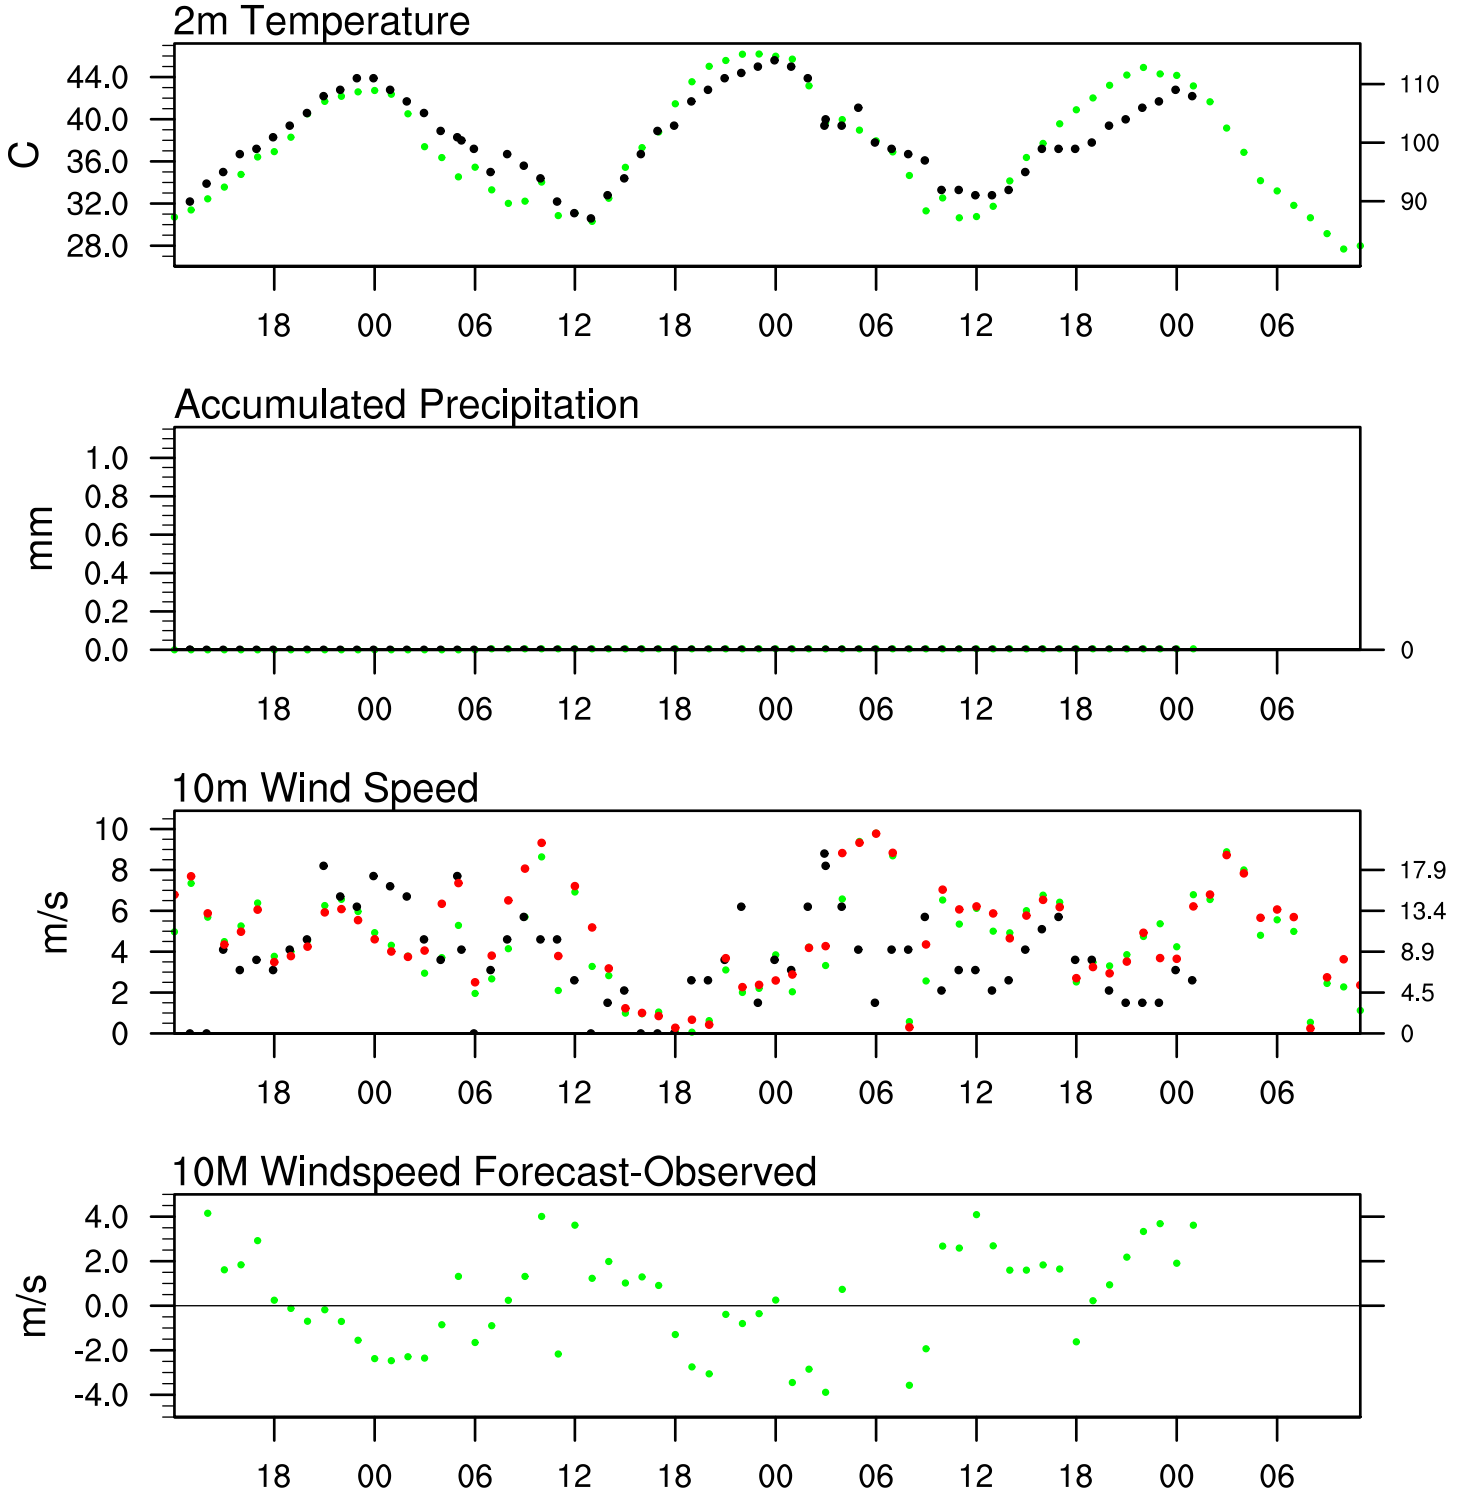 2m Temperature
C
44.0
40.0
36.0
32.0
28.0
110
100
90
18 00 06 12 18 00 06 12 18 00 06
Accumulated Precipitation
mm
1.0
0.8
0.6
0.4
0.2
0.0
0
18 00 06 12 18 00 06 12 18 00 06
10m Wind Speed
m/s
10
8
6
4
2
0
17.9
13.4
8.9
4.5
0
18 00 06 12 18 00 06 12 18 00 06
10M Windspeed Forecast-Observed
m/s
4.0
2.0
0.0
-2.0
-4.0
18 00 06 12 18 00 06 12 18 00 06